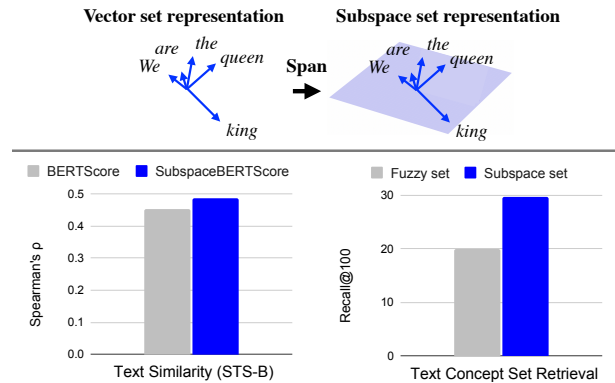 Vector set representation
Subspace set representation
are
the
We
queen
king
Span
are
the
We
queen
king
BERTScore
SubspaceBERTScore
0.5
0.4
0.3
0.2
0.1
0.0
Spearman's ρ
Text Similarity (STS-B)
Fuzzy set
Subspace set
30
20
10
0
Recall@100
Text Concept Set Retrieval